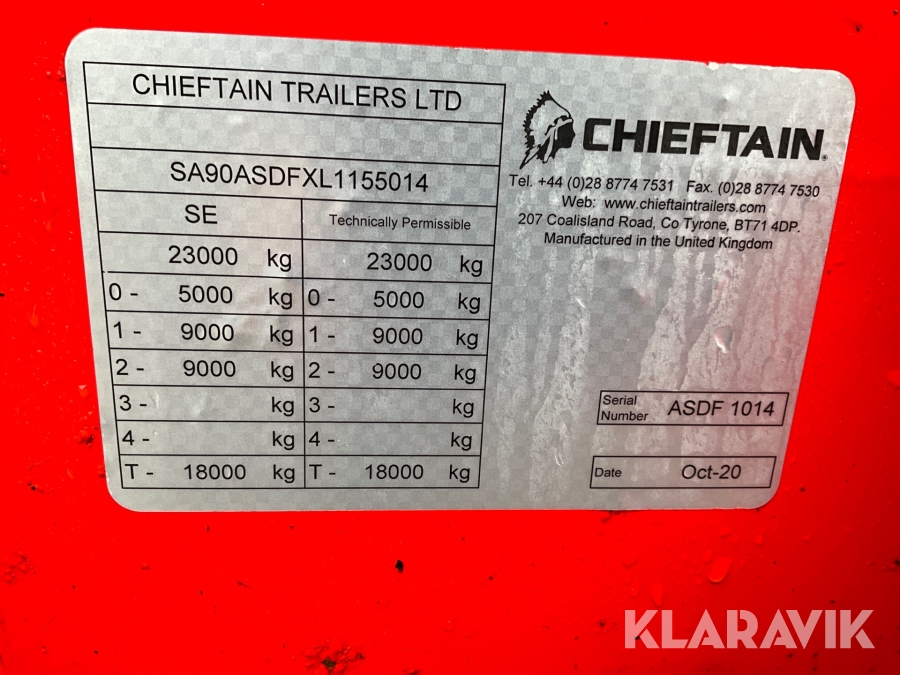 CHIEFTAIN TRAILERS LTD
SA90ASDFXL1155014
SE Technically Permissible
23000 kg 23000 kg
0 - 5000 kg 0 - 5000 kg
1 - 9000 kg 1 - 9000 kg
2 - 9000 kg 2 - 9000 kg
3 - kg 3 - kg
4 - kg 4 - kg
T - 18000 kg T - 18000 kg
CHIEFTAIN
Tel. +44 (0)28 8774 7531 Fax. (0)28 8774 7530
Web: www.chieftaintrailers.com
207 Coalisland Road, Co Tyrone, BT71 4DP.
Manufactured in the United Kingdom
Serial Number ASDF 1014
Date Oct-20
KLARAVIK